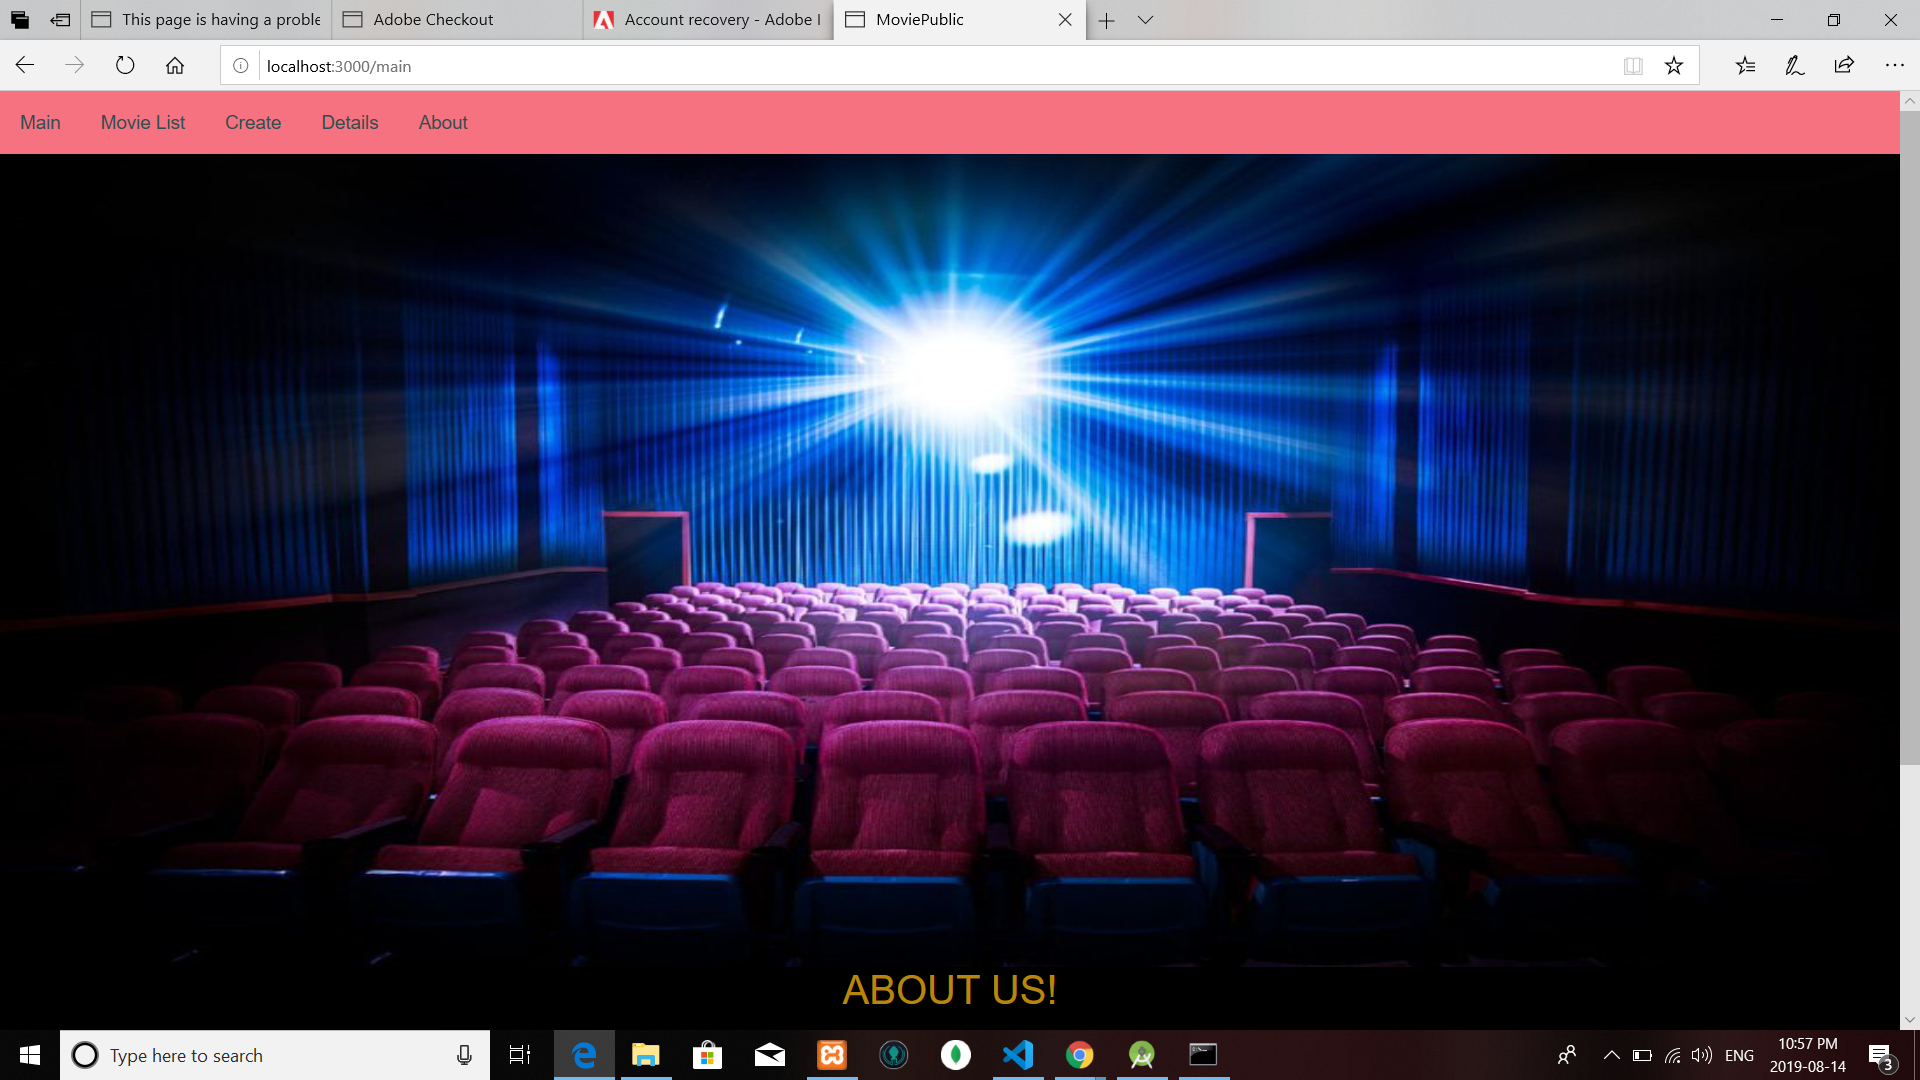 This page is having a proble
Adobe Checkout
Account recovery - Adobe I
MoviePublic
localhost:3000/main
Main
Movie List
Create
Details
About
ABOUT US!
Type here to search
ENG
10:57 PM
2019-08-14
3